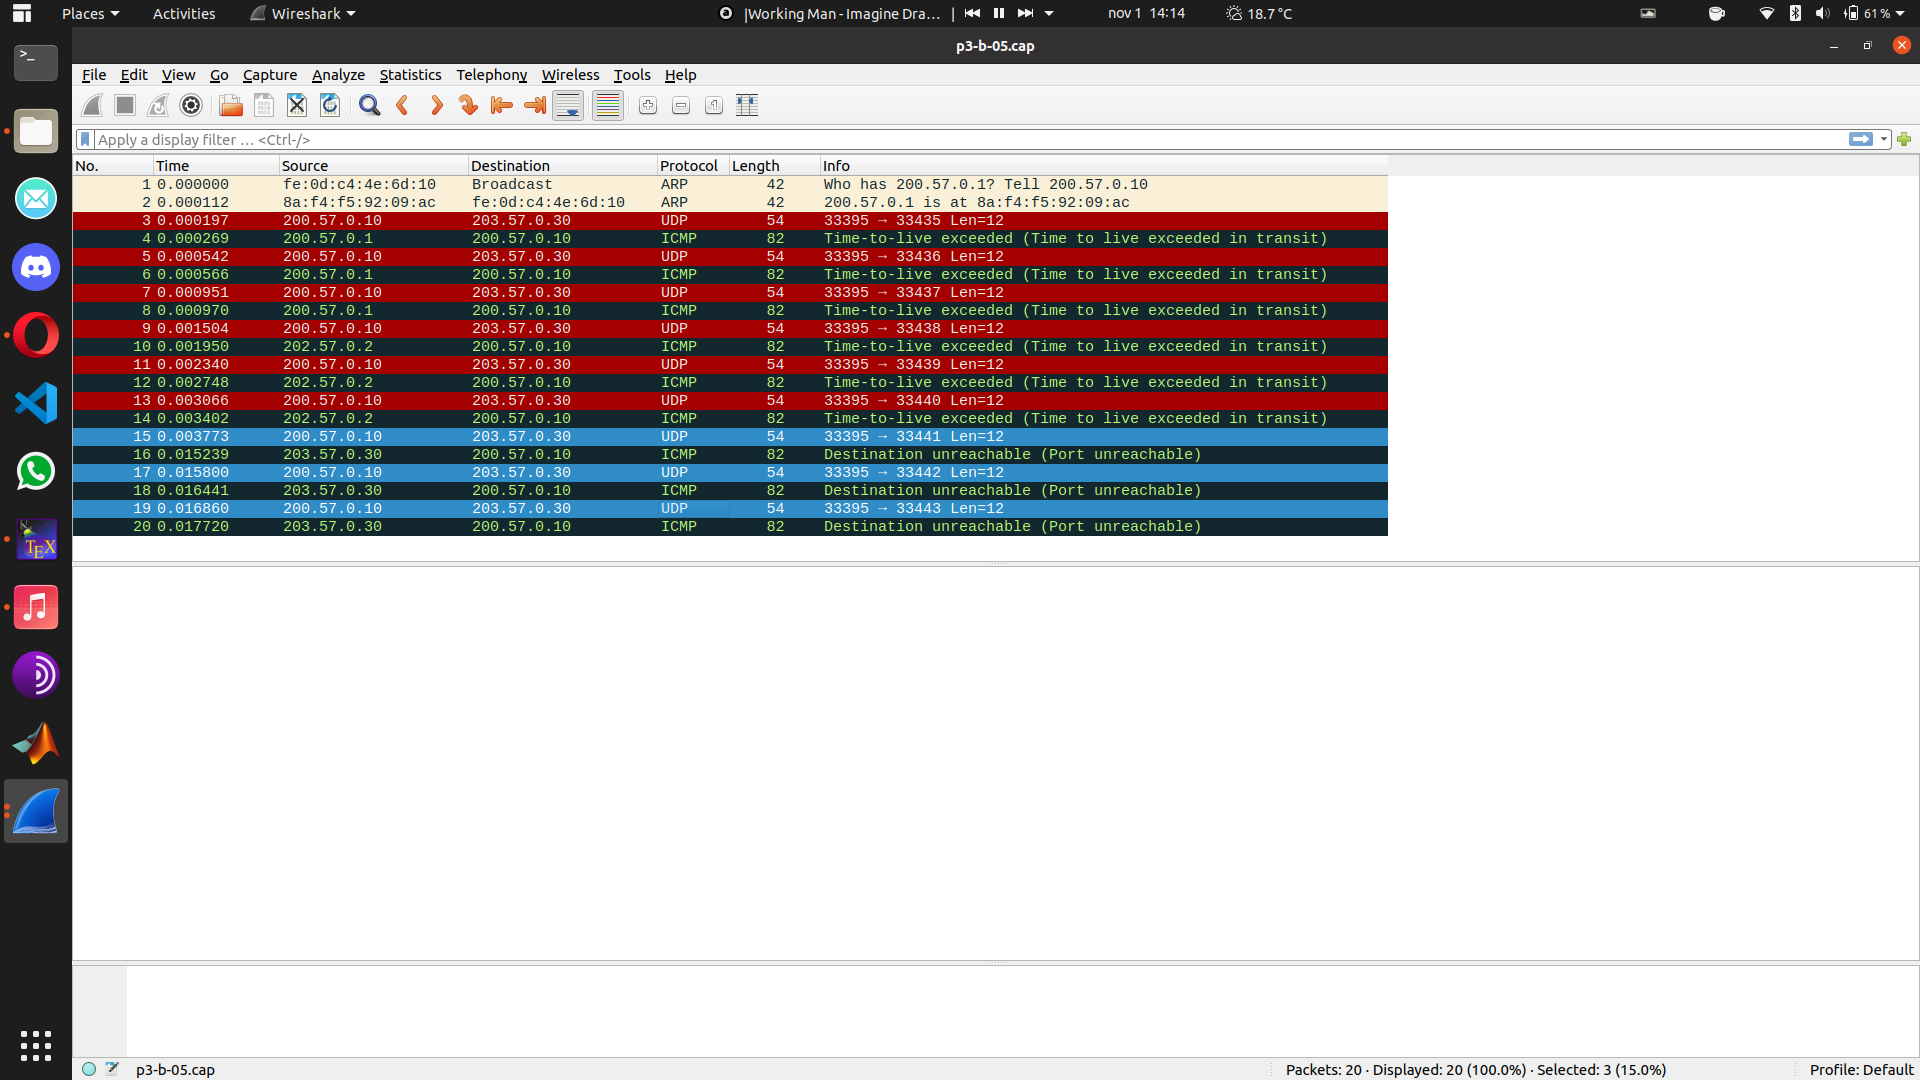 Places Activities Wireshark |Working Man - Imagine Dra… | nov 1 14:14 18.7 °C 61 %
p3-b-05.cap
File Edit View Go Capture Analyze Statistics Telephony Wireless Tools Help
Apply a display filter … <Ctrl-/>
No. Time Source Destination Protocol Length Info
1 0.000000 fe:0d:c4:4e:6d:10 Broadcast ARP 42 Who has 200.57.0.1? Tell 200.57.0.10
2 0.000112 8a:f4:f5:92:09:ac fe:0d:c4:4e:6d:10 ARP 42 200.57.0.1 is at 8a:f4:f5:92:09:ac
3 0.000197 200.57.0.10 203.57.0.30 UDP 54 33395 → 33435 Len=12
4 0.000269 200.57.0.1 200.57.0.10 ICMP 82 Time-to-live exceeded (Time to live exceeded in transit)
5 0.000542 200.57.0.10 203.57.0.30 UDP 54 33395 → 33436 Len=12
6 0.000566 200.57.0.1 200.57.0.10 ICMP 82 Time-to-live exceeded (Time to live exceeded in transit)
7 0.000951 200.57.0.10 203.57.0.30 UDP 54 33395 → 33437 Len=12
8 0.000970 200.57.0.1 200.57.0.10 ICMP 82 Time-to-live exceeded (Time to live exceeded in transit)
9 0.001504 200.57.0.10 203.57.0.30 UDP 54 33395 → 33438 Len=12
10 0.001950 202.57.0.2 200.57.0.10 ICMP 82 Time-to-live exceeded (Time to live exceeded in transit)
11 0.002340 200.57.0.10 203.57.0.30 UDP 54 33395 → 33439 Len=12
12 0.002748 202.57.0.2 200.57.0.10 ICMP 82 Time-to-live exceeded (Time to live exceeded in transit)
13 0.003066 200.57.0.10 203.57.0.30 UDP 54 33395 → 33440 Len=12
14 0.003402 202.57.0.2 200.57.0.10 ICMP 82 Time-to-live exceeded (Time to live exceeded in transit)
15 0.003773 200.57.0.10 203.57.0.30 UDP 54 33395 → 33441 Len=12
16 0.015239 203.57.0.30 200.57.0.10 ICMP 82 Destination unreachable (Port unreachable)
17 0.015800 200.57.0.10 203.57.0.30 UDP 54 33395 → 33442 Len=12
18 0.016441 203.57.0.30 200.57.0.10 ICMP 82 Destination unreachable (Port unreachable)
19 0.016860 200.57.0.10 203.57.0.30 UDP 54 33395 → 33443 Len=12
20 0.017720 203.57.0.30 200.57.0.10 ICMP 82 Destination unreachable (Port unreachable)
TEX
p3-b-05.cap Packets: 20 · Displayed: 20 (100.0%) · Selected: 3 (15.0%) Profile: Default